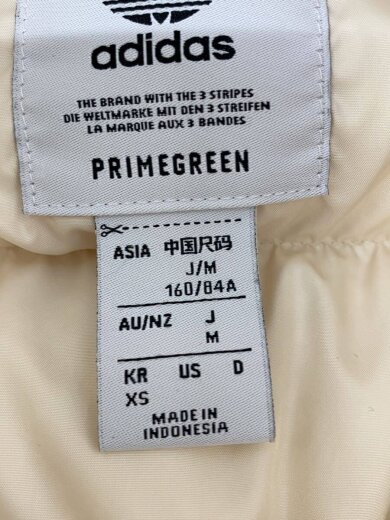 adidas
THE BRAND WITH THE 3 STRIPES
DIE WELTMARKE MIT DEN 3 STREIFEN
LA MARQUE AUX 3 BANDES
PRIMEGREEN
ASIA 中国尺码
J/M
160/84A
AU/NZ J
M
KR US D
XS
MADE IN
INDONESIA